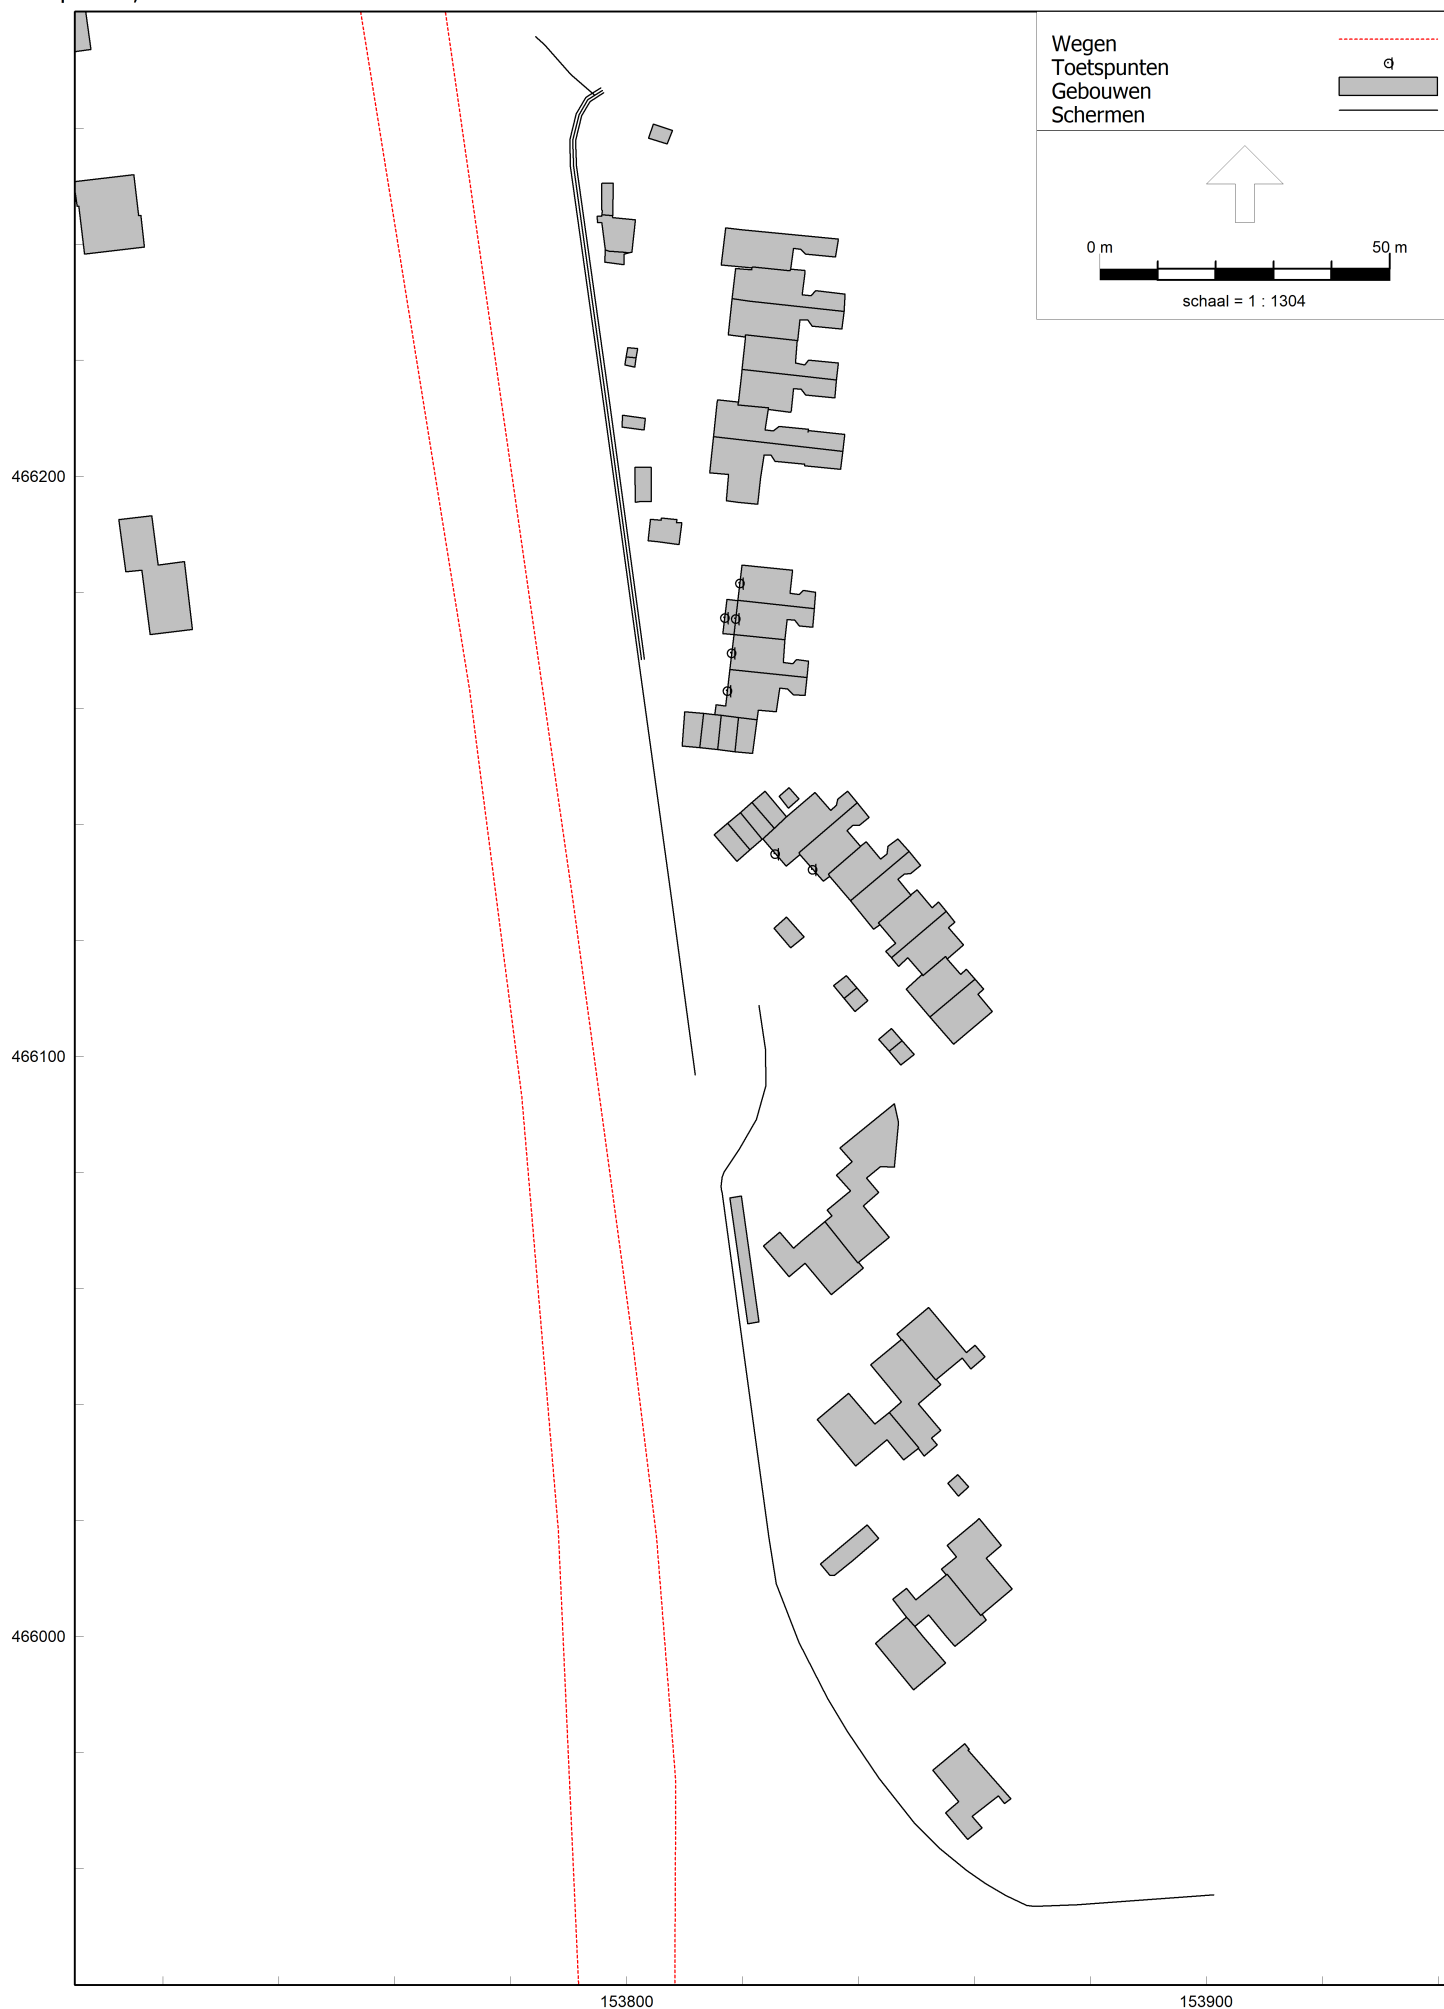 Wegen
Toetspunten
Gebouwen
Schermen
0 m 50 m
schaal = 1 : 1304
466200
466100
466000
153800 153900